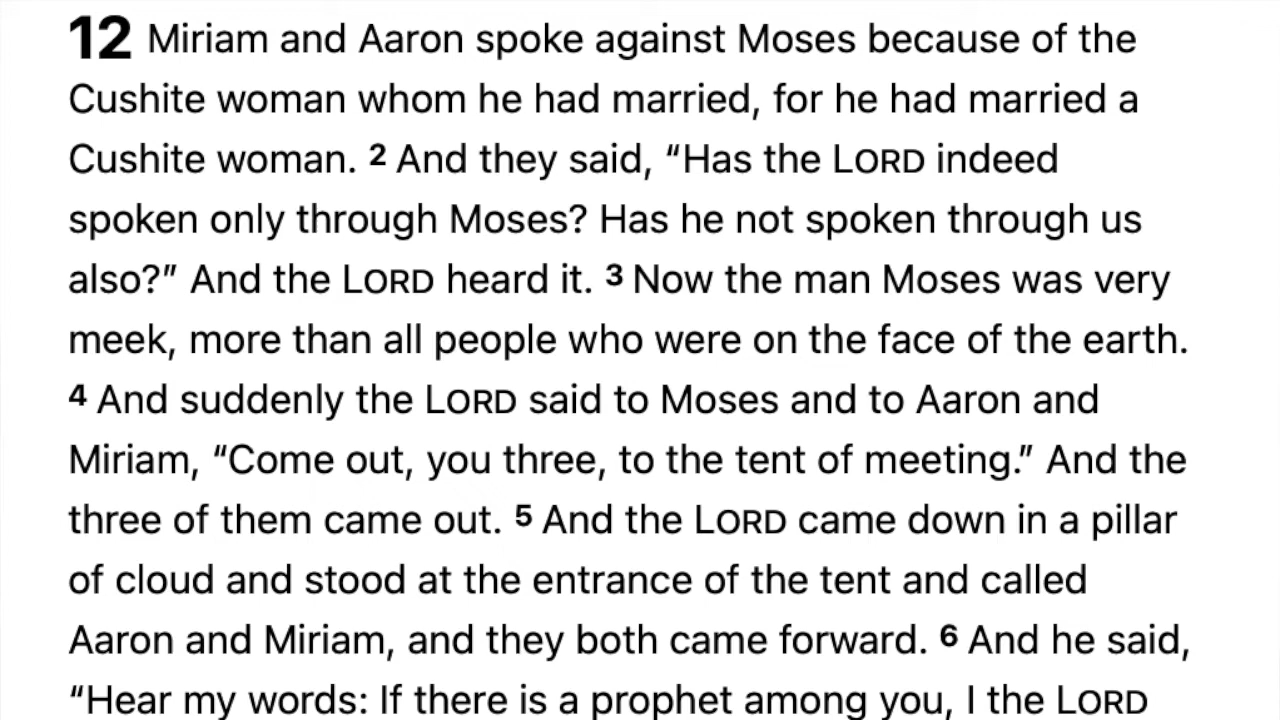 12 Miriam and Aaron spoke against Moses because of the
Cushite woman whom he had married, for he had married a
Cushite woman. 2 And they said, “Has the LORD indeed
spoken only through Moses? Has he not spoken through us
also?” And the LORD heard it. 3 Now the man Moses was very
meek, more than all people who were on the face of the earth.
4 And suddenly the LORD said to Moses and to Aaron and
Miriam, “Come out, you three, to the tent of meeting.” And the
three of them came out. 5 And the LORD came down in a pillar
of cloud and stood at the entrance of the tent and called
Aaron and Miriam, and they both came forward. 6 And he said,
“Hear my words: If there is a prophet among you, I the LORD